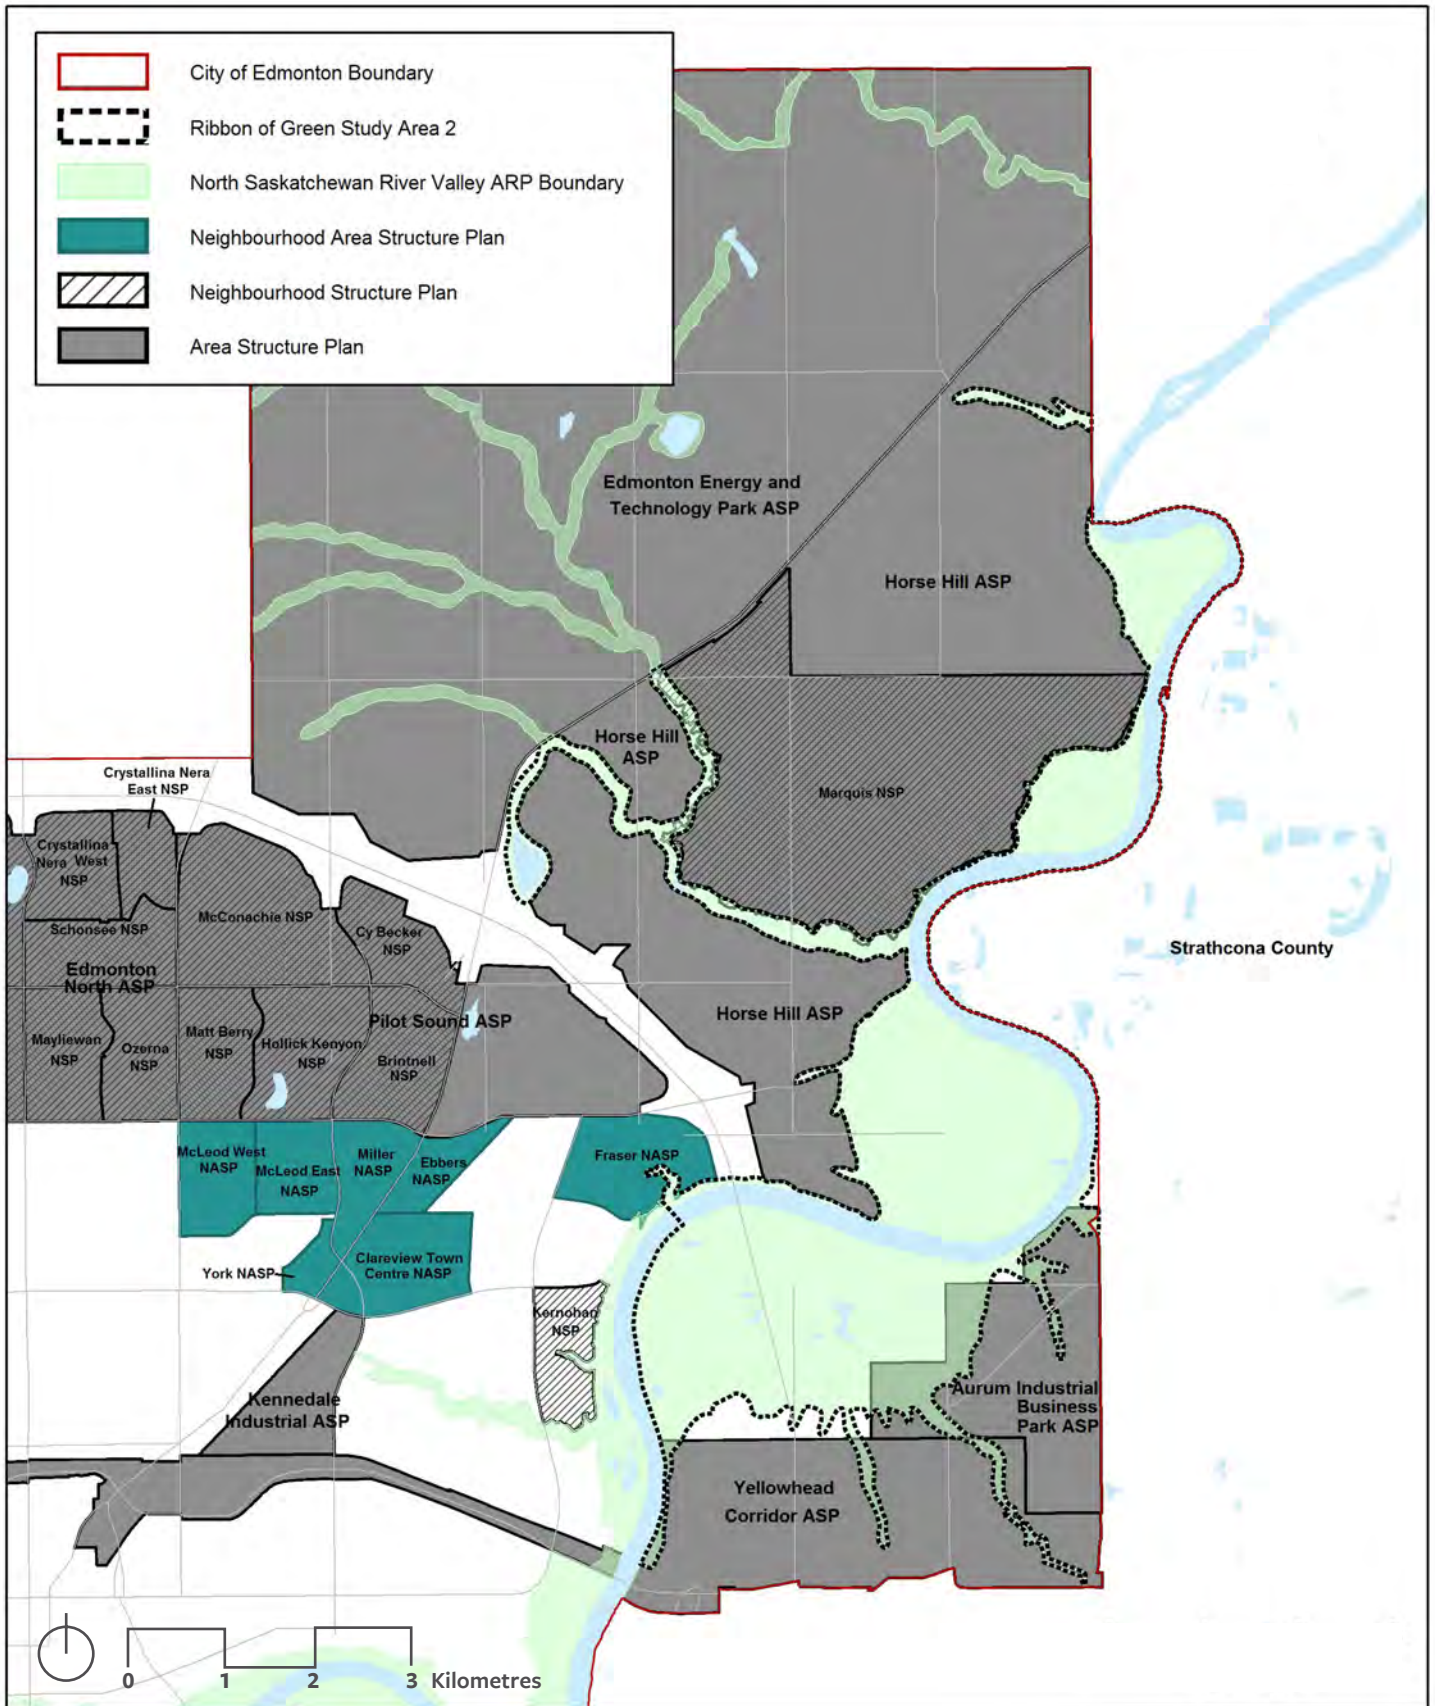 City of Edmonton Boundary
Ribbon of Green Study Area 2
North Saskatchewan River Valley ARP Boundary
Neighbourhood Area Structure Plan
Neighbourhood Structure Plan
Area Structure Plan
Edmonton Energy and
Technology Park ASP
Horse Hill ASP
Horse Hill
ASP
Marquis NSP
Crystallina Nera
East NSP
Crystallina
Nera West
NSP
McConachie NSP
Schonsee NSP
Cy Becker
NSP
Edmonton
North ASP
Strathcona County
Horse Hill ASP
Pilot Sound ASP
Mayliewan
NSP
Ozerna
NSP
Matt Berry
NSP
Hollick Kenyon
NSP
Brintnell
NSP
McLeod West
NASP
McLeod East
NASP
Miller
NASP
Ebbers
NASP
Fraser NASP
York NASP
Clareview Town
Centre NASP
Kernohan
NSP
Kennedale
Industrial ASP
Aurum Industrial
Business
Park ASP
Yellowhead
Corridor ASP
0 1 2 3 Kilometres